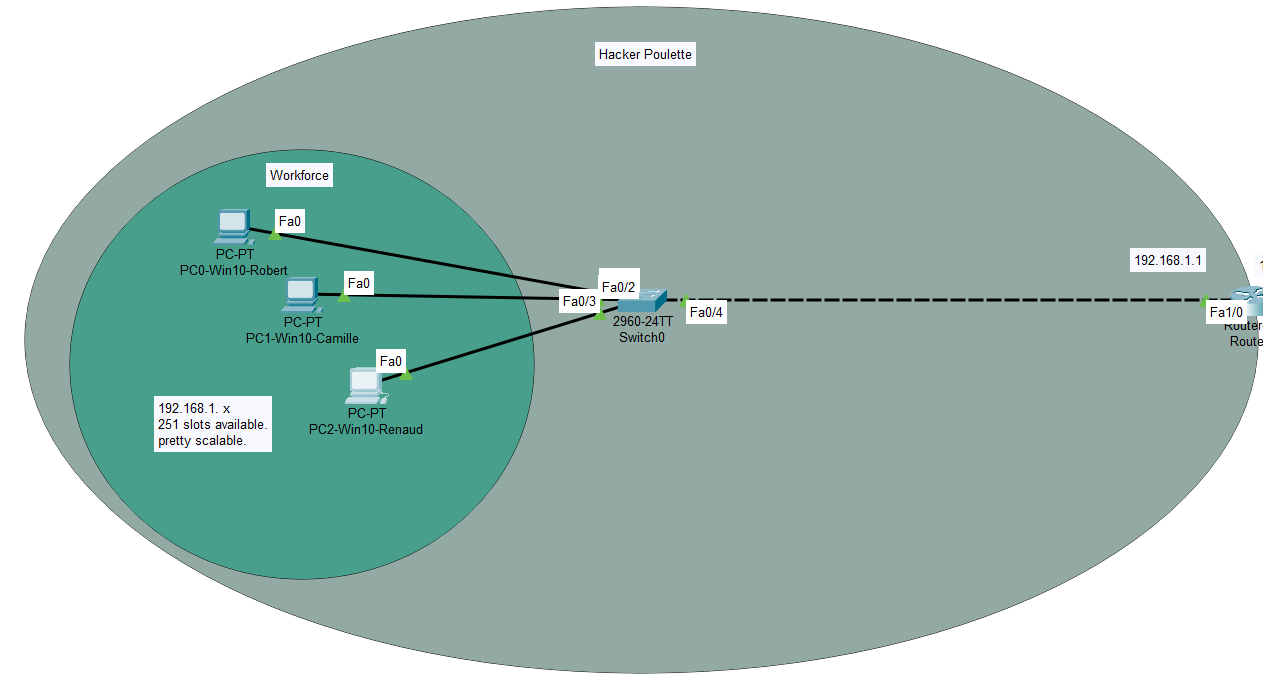 Hacker Poulette
Workforce
Fa0
PC-PT
PC0-Win10-Robert
Fa0
PC-PT
PC1-Win10-Camille
Fa0
PC-PT
PC2-Win10-Renaud
192.168.1. x
251 slots available.
pretty scalable.
Fa0/2
Fa0/3
2960-24TT
Switch0
Fa0/4
192.168.1.1
Fa1/0
Router-
Route